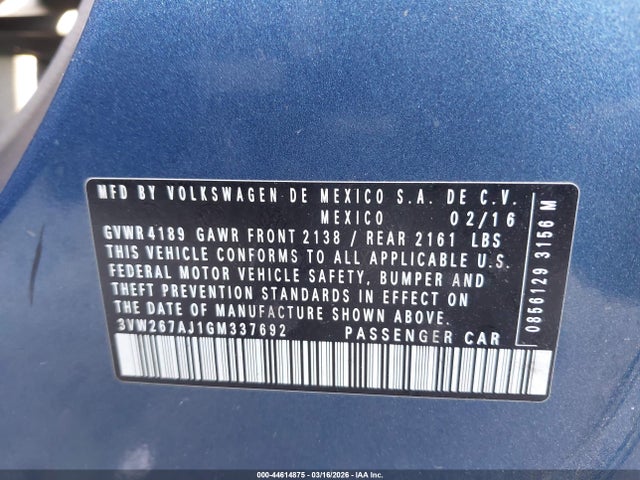 MFD BY VOLKSWAGEN DE MEXICO S.A. DE C.V.
MEXICO 02/16
GVWR 4189 GAWR FRONT 2138 / REAR 2161 LBS
THIS VEHICLE CONFORMS TO ALL APPLICABLE U.S.
FEDERAL MOTOR VEHICLE SAFETY, BUMPER AND
THEFT PREVENTION STANDARDS IN EFFECT ON
THE DATE OF MANUFACTURE SHOWN ABOVE.
3VW267AJ1GM337692 PASSENGER CAR
0856129 3156 M
000-44614875 - 03/16/2026 - IAA Inc.